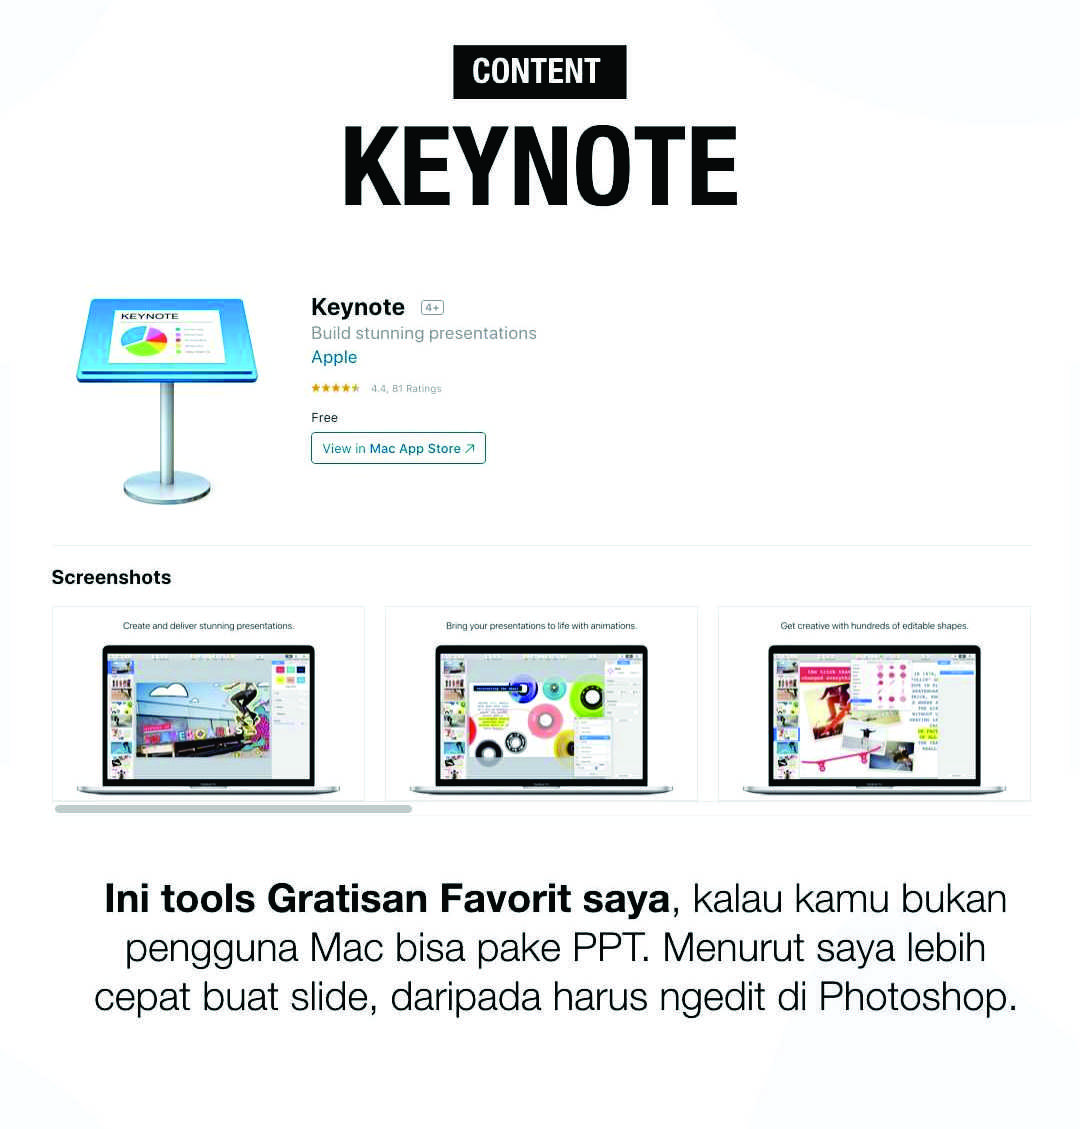 CONTENT
KEYNOTE
KEYNOTE
Keynote 4+
Build stunning presentations
Apple
4.4, 81 Ratings
Free
View in Mac App Store ↗
Screenshots
Create and deliver stunning presentations.
Bring your presentations to life with animations.
Get creative with hundreds of editable shapes.
Ini tools Gratisan Favorit saya, kalau kamu bukan
pengguna Mac bisa pake PPT. Menurut saya lebih
cepat buat slide, daripada harus ngedit di Photoshop.